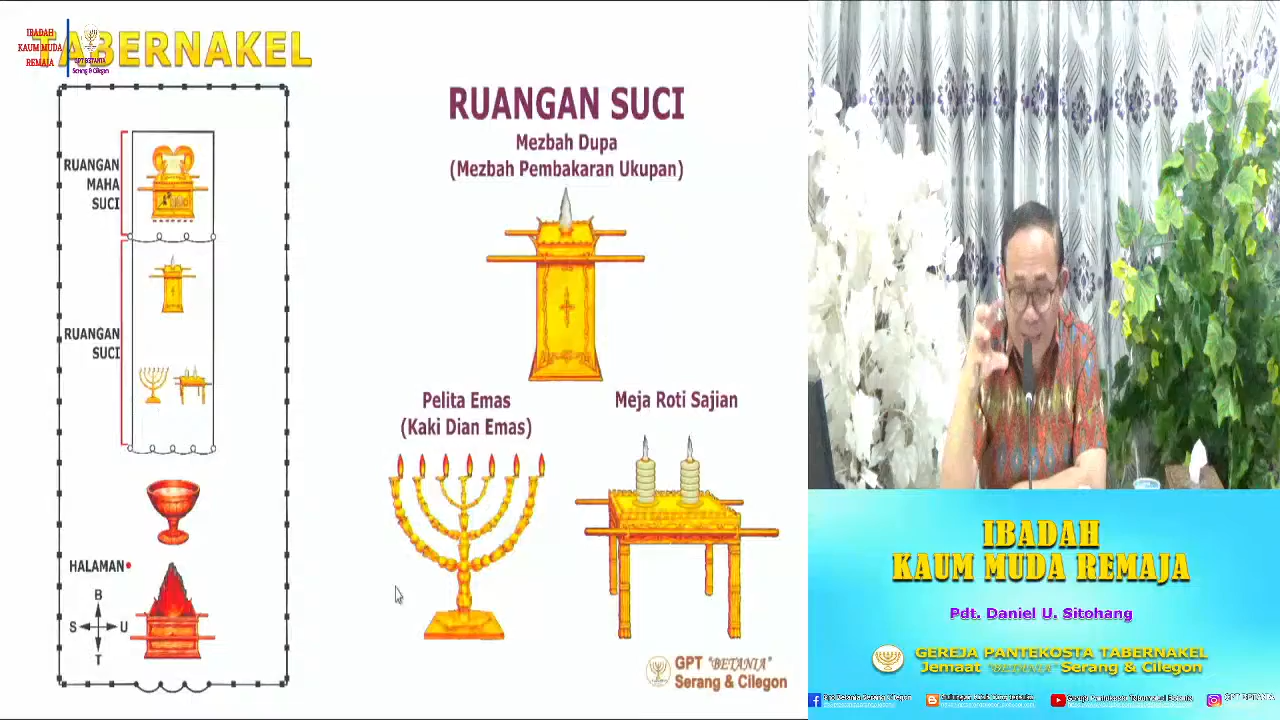 TABERNAKEL
IBADAH
KAUM MUDA
REMAJA
GPT BETANIA
Serang & Cilegon
RUANGAN
MAHA
SUCI
RUANGAN
SUCI
HALAMAN
B
S
U
T
RUANGAN SUCI
Mezbah Dupa
(Mezbah Pembakaran Ukupan)
Pelita Emas
(Kaki Dian Emas)
Meja Roti Sajian
GPT "BETANIA"
Serang & Cilegon
IBADAH
KAUM MUDA REMAJA
Pdt. Daniel U. Sitohang
GEREJA PANTEKOSTA TABERNAKEL
Jemaat "BETANIA" Serang & Cilegon